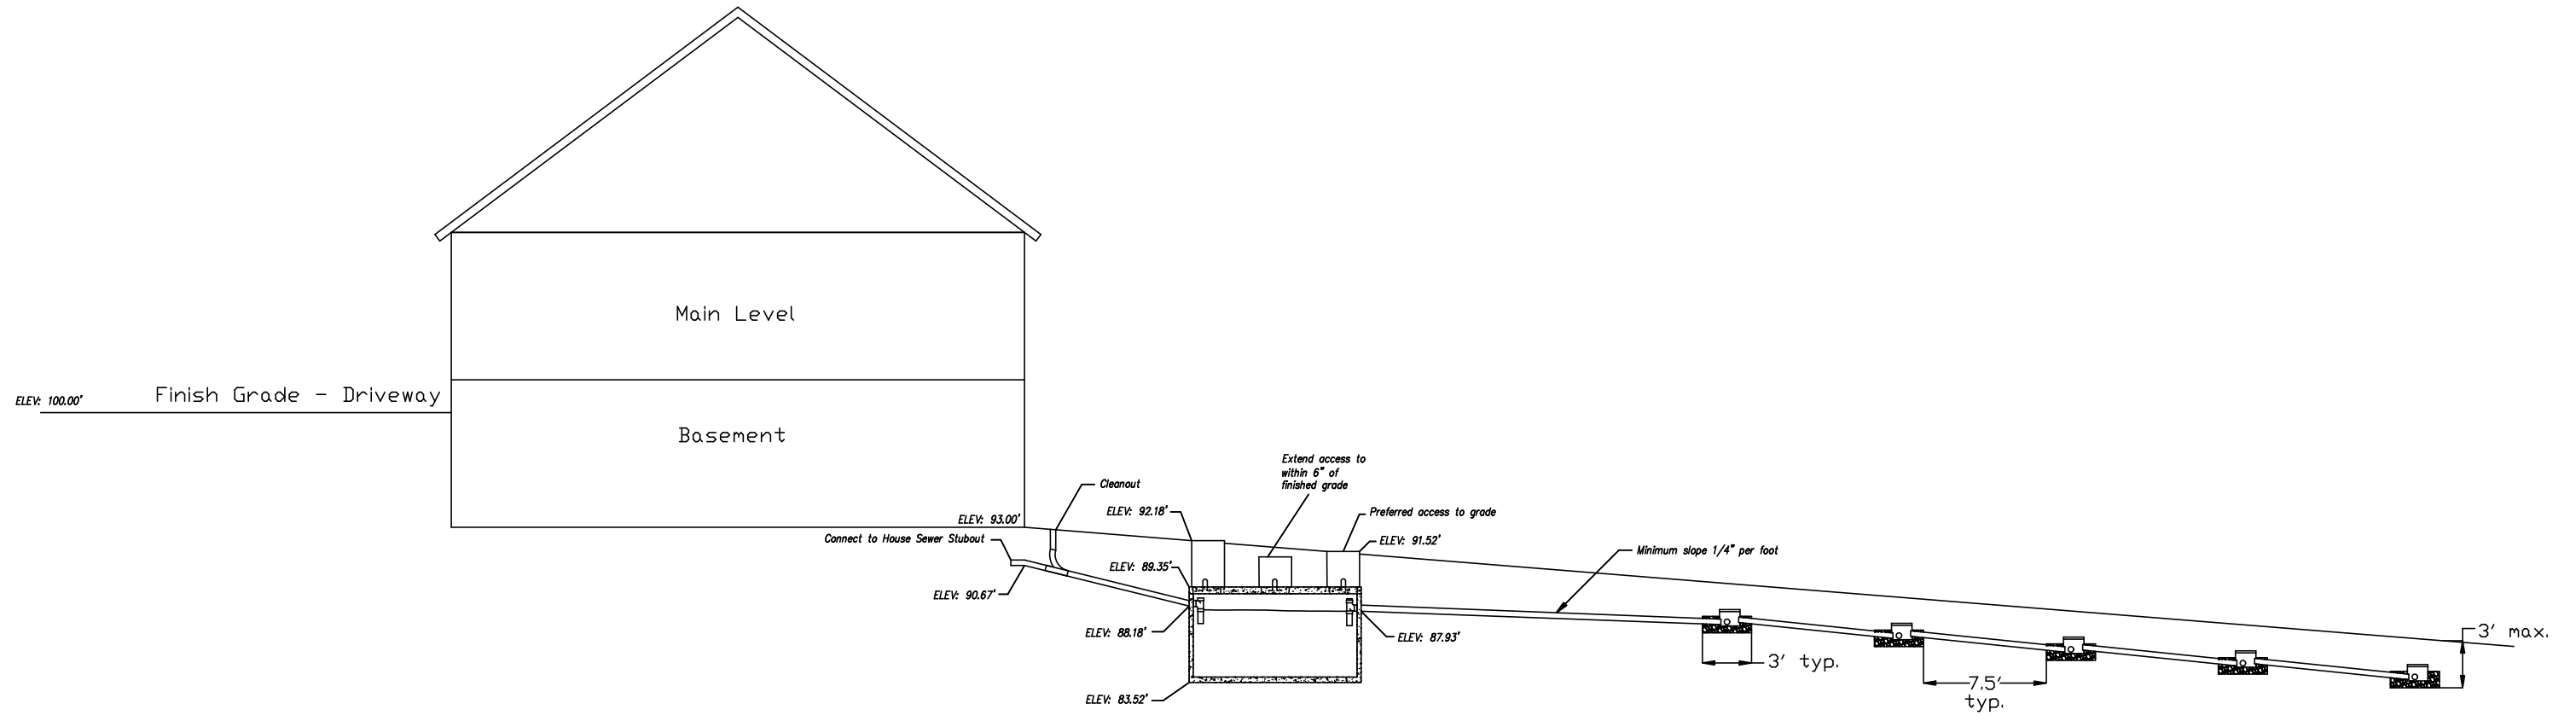 Main Level
Finish Grade - Driveway
ELEV: 100.00'
Basement
Extend access to
within 6" of
finished grade
Cleanout
ELEV: 92.18'
Preferred access to grade
ELEV: 93.00'
Connect to House Sewer Stubout
ELEV: 91.52'
Minimum slope 1/4" per foot
ELEV: 89.35'
ELEV: 90.67'
ELEV: 88.18'
ELEV: 87.93'
3' max.
3' typ.
7.5'
typ.
ELEV: 83.52'